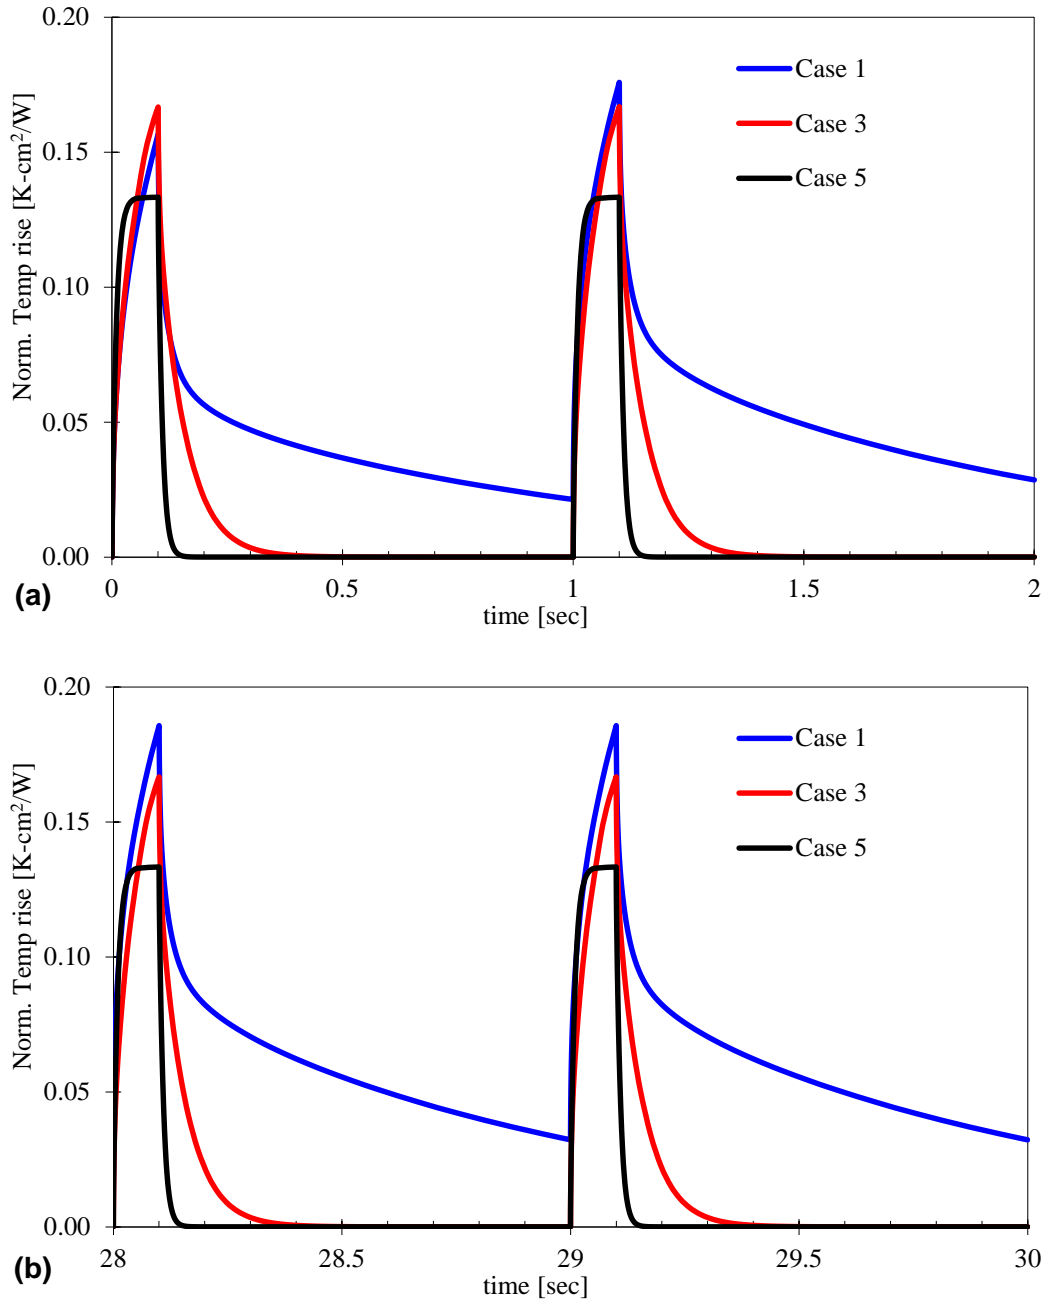 0.20
0.15
0.10
0.05
0.00
Norm. Temp rise [K-cm²/W]
Case 1
Case 3
Case 5
0 0.5 1 1.5 2
time [sec]
(a)
0.20
0.15
0.10
0.05
0.00
Norm. Temp rise [K-cm²/W]
Case 1
Case 3
Case 5
28 28.5 29 29.5 30
time [sec]
(b)